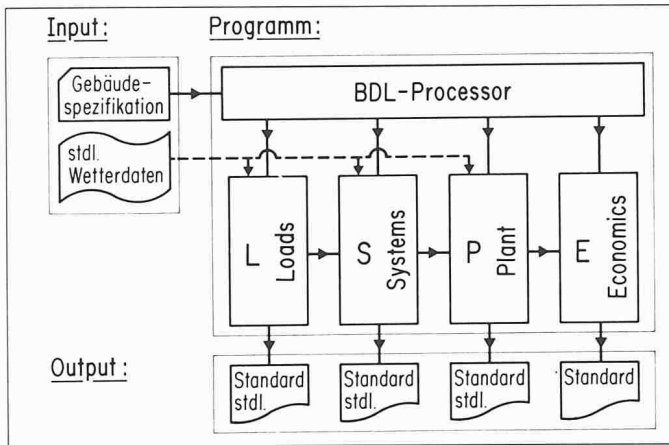 Input:
Programm:
Gebäude-
spezifikation
BDL-Processor
stdl.
Wetterdaten
L
Loads
S
Systems
P
Plant
E
Economics
Output:
Standard
stdl.
Standard
stdl.
Standard
stdl.
Standard